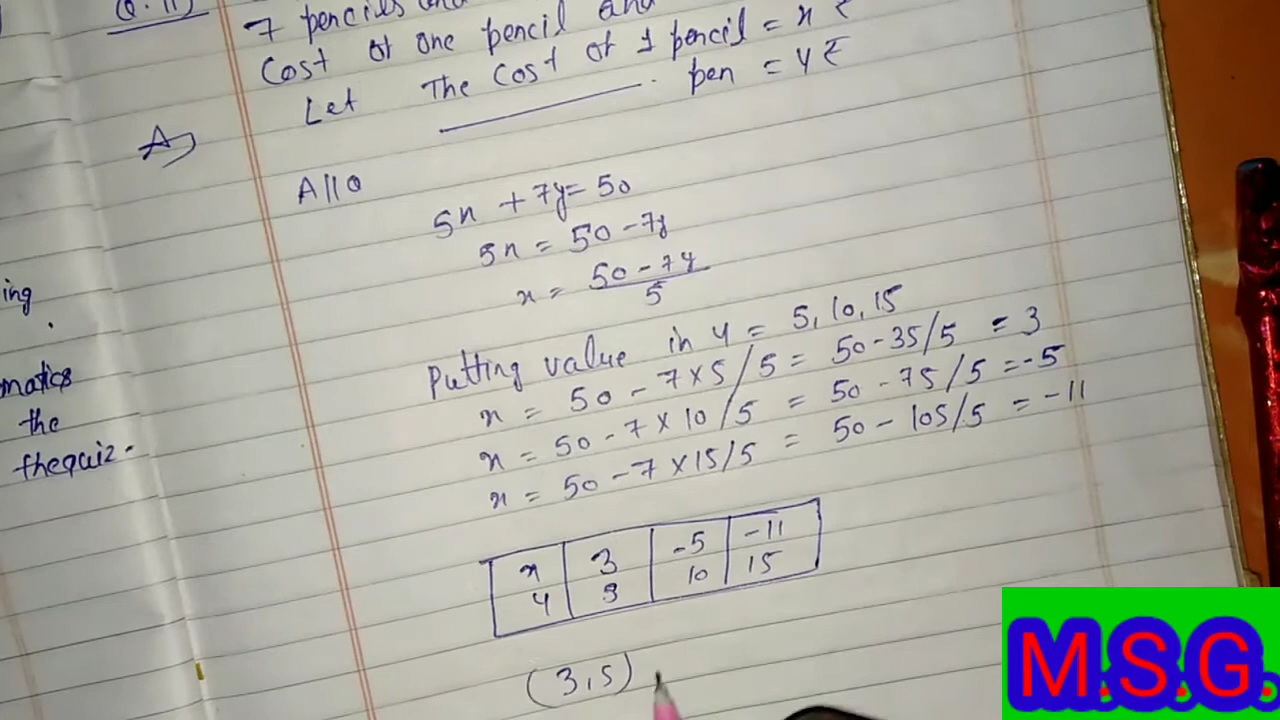 Q.11)
7 pencils and
Cost of one pencil and
Let The cost of 1 pencil = x ₹
pen = y ₹
A)
A||Q
5x + 7y = 50
5x = 50 - 7y
x = 50 - 7y
5
Putting value in y = 5, 10, 15
x = 50 - 7×5/5 = 50 - 35/5 = 3
x = 50 - 7×10/5 = 50 - 75/5 = -5
x = 50 - 7×15/5 = 50 - 105/5 = -11
x 3 -5 -11
y 5 10 15
(3,5)
ing
matics
the
thequiz-
M.S.G.